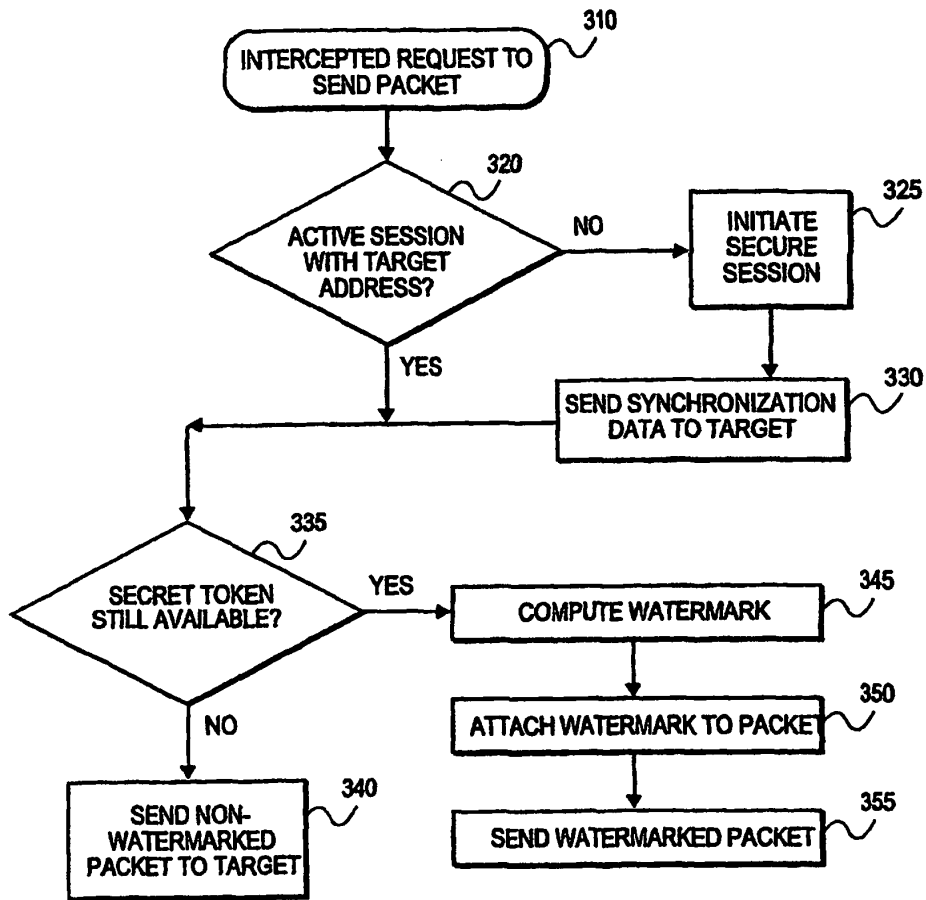 310
INTERCEPTED REQUEST TO
SEND PACKET
320
ACTIVE SESSION
WITH TARGET
ADDRESS?
NO
325
INITIATE
SECURE
SESSION
YES
330
SEND SYNCHRONIZATION
DATA TO TARGET
335
SECRET TOKEN
STILL AVAILABLE?
YES
345
COMPUTE WATERMARK
350
ATTACH WATERMARK TO PACKET
NO
340
SEND NON-
WATERMARKED
PACKET TO TARGET
355
SEND WATERMARKED PACKET